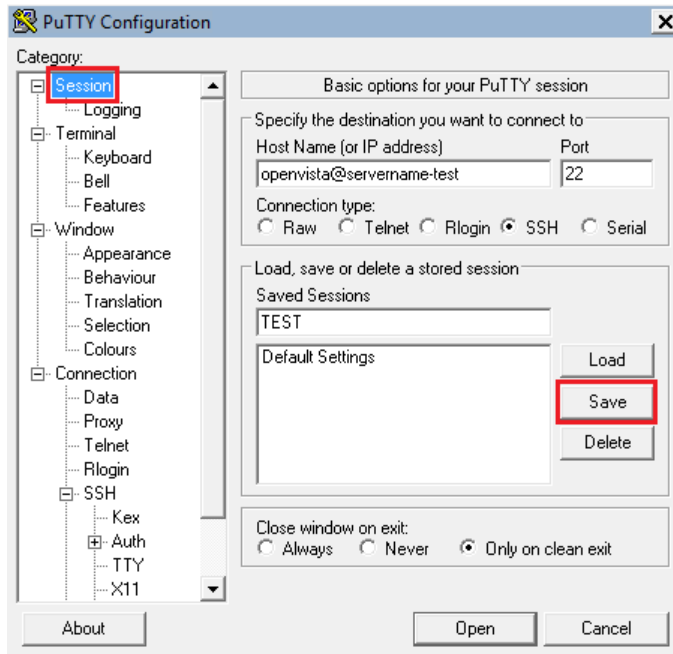 PuTTY Configuration
Category:
Session
Logging
Terminal
Keyboard
Bell
Features
Window
Appearance
Behaviour
Translation
Selection
Colours
Connection
Data
Proxy
Telnet
Rlogin
SSH
Kex
Auth
TTY
X11
Basic options for your PuTTY session
Specify the destination you want to connect to
Host Name (or IP address) Port
openvista@servername-test 22
Connection type:
Raw Telnet Rlogin SSH Serial
Load, save or delete a stored session
Saved Sessions
TEST
Default Settings
Load
Save
Delete
Close window on exit:
Always Never Only on clean exit
About Open Cancel